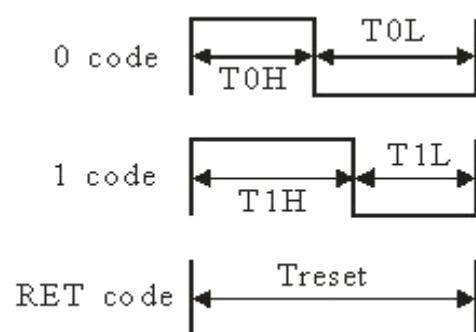 0 code T0H T0L
1 code T1H T1L
RET code Treset